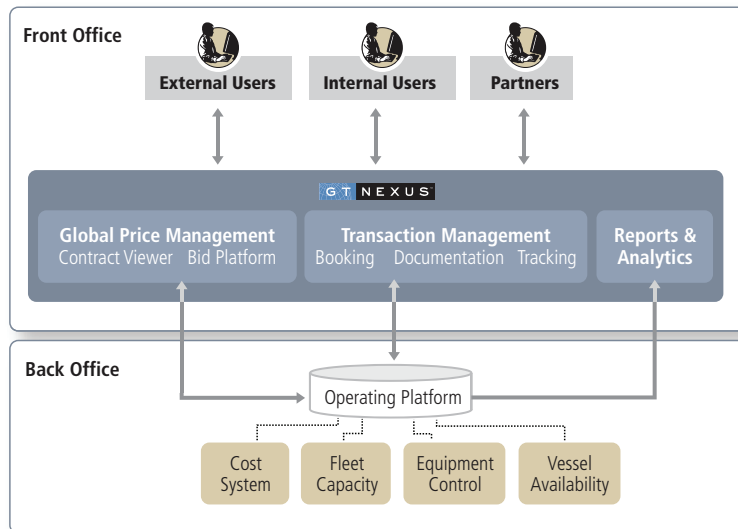 Front Office
External Users
Internal Users
Partners
GT NEXUS
Global Price Management
Contract Viewer Bid Platform
Transaction Management
Booking Documentation Tracking
Reports &
Analytics
Back Office
Operating Platform
Cost
System
Fleet
Capacity
Equipment
Control
Vessel
Availability